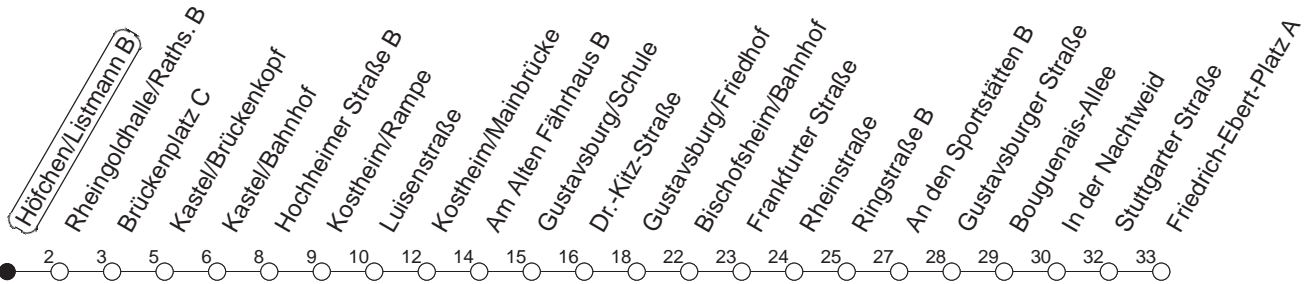 Höfchen/Listmann B
Rheingoldhalle/Raths. B
Brückenplatz C
Kastel/Brückenkopf
Kastel/Bahnhof
Hochheimer Straße B
Kostheim/Rampe
Luisenstraße
Kostheim/Mainbrücke
Am Alten Fährhaus B
Gustavsburg/Schule
Dr.-Kitz-Straße
Gustavsburg/Friedhof
Bischofsheim/Bahnhof
Frankfurter Straße
Rheinstraße
Ringstraße B
An den Sportstätten B
Gustavsburger Straße
Bouguenais-Allee
In der Nachtweid
Stuttgarter Straße
Friedrich-Ebert-Platz A
2 3 5 6 8 9 10 12 14 15 16 18 22 23 24 25 27 28 29 30 32 33